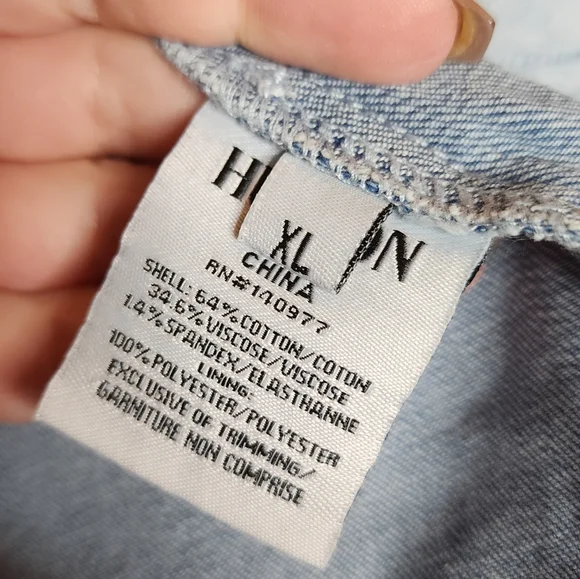 H
XL
N
CHINA
RN#140977
SHELL: 64%COTTON/COTON
34.6%VISCOSE/VISCOSE
1.4%SPANDEX/ELASTHANNE
LINING:
100%POLYESTER/POLYESTER
EXCLUSIVE OF TRIMMING/
GARNITURE NON COMPRISE